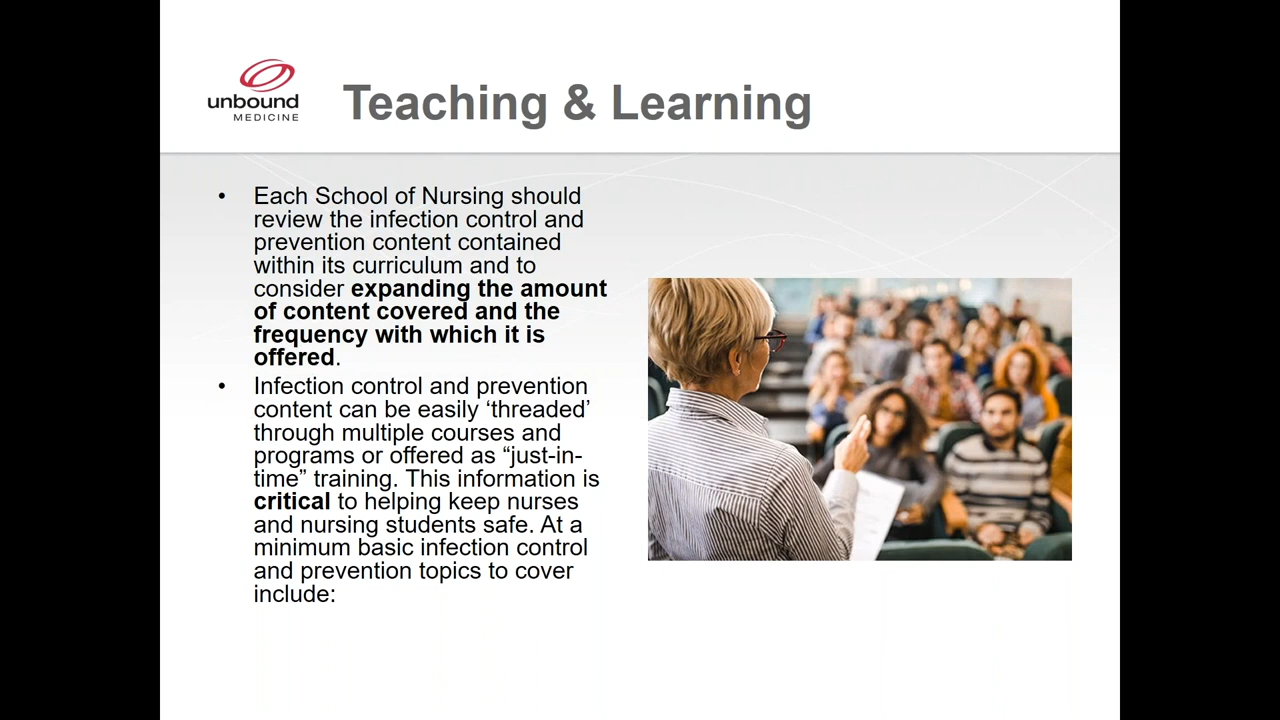 unbound
MEDICINE
Teaching & Learning
• Each School of Nursing should
review the infection control and
prevention content contained
within its curriculum and to
consider expanding the amount
of content covered and the
frequency with which it is
offered.
• Infection control and prevention
content can be easily ‘threaded’
through multiple courses and
programs or offered as “just-in-
time” training. This information is
critical to helping keep nurses
and nursing students safe. At a
minimum basic infection control
and prevention topics to cover
include: